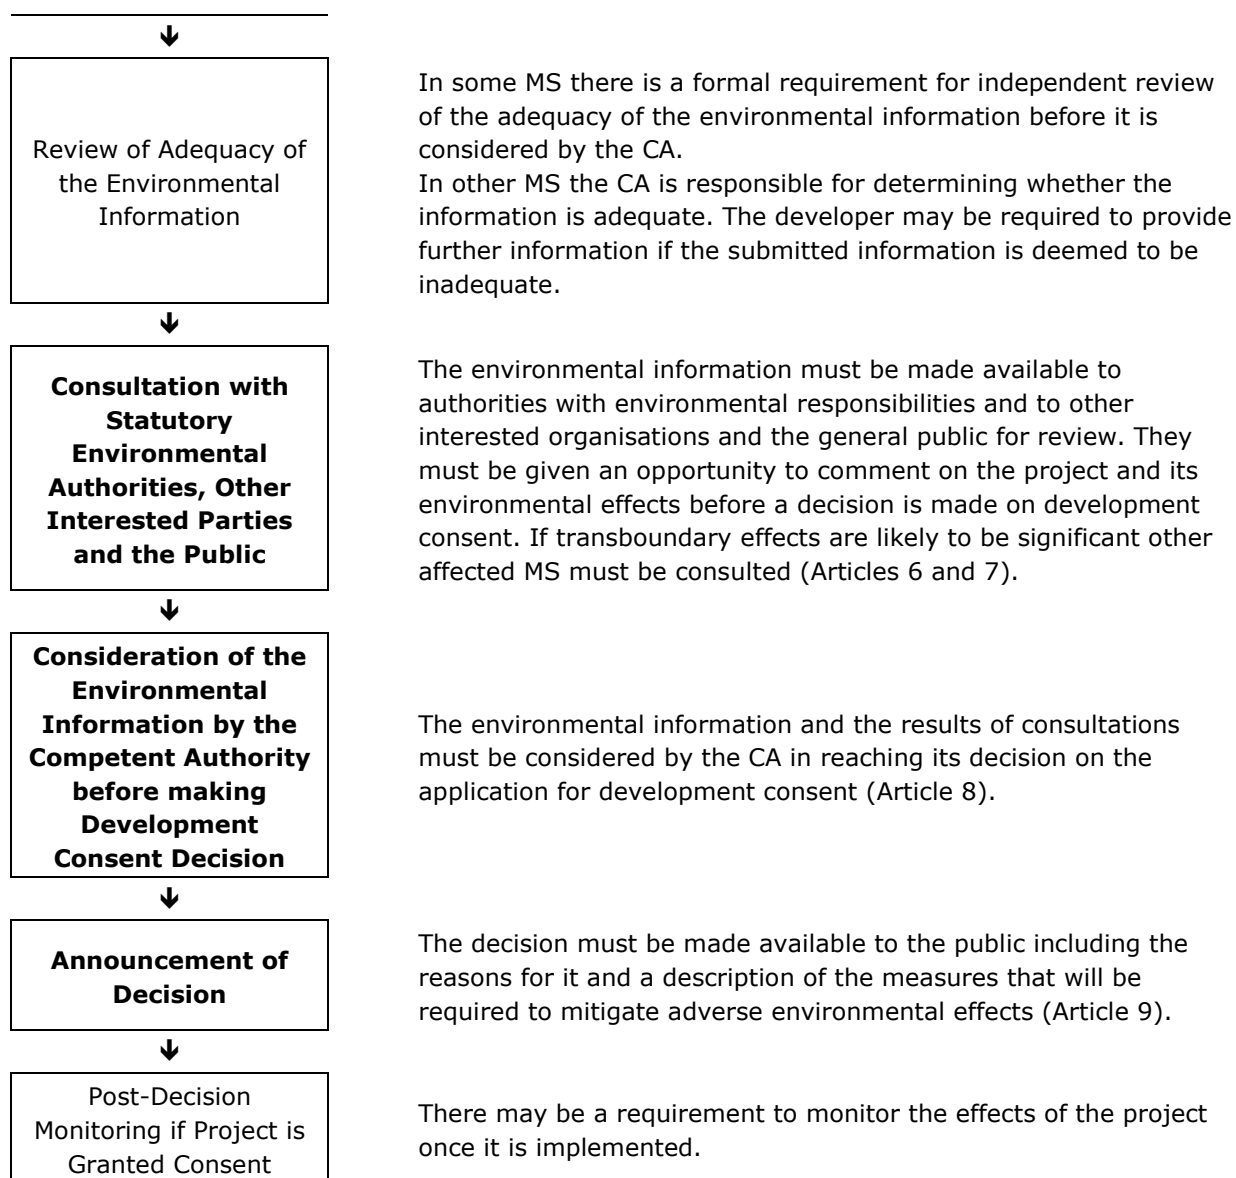 Review of Adequacy of
the Environmental
Information
In some MS there is a formal requirement for independent review
of the adequacy of the environmental information before it is
considered by the CA.
In other MS the CA is responsible for determining whether the
information is adequate. The developer may be required to provide
further information if the submitted information is deemed to be
inadequate.
Consultation with
Statutory
Environmental
Authorities, Other
Interested Parties
and the Public
The environmental information must be made available to
authorities with environmental responsibilities and to other
interested organisations and the general public for review. They
must be given an opportunity to comment on the project and its
environmental effects before a decision is made on development
consent. If transboundary effects are likely to be significant other
affected MS must be consulted (Articles 6 and 7).
Consideration of the
Environmental
Information by the
Competent Authority
before making
Development
Consent Decision
The environmental information and the results of consultations
must be considered by the CA in reaching its decision on the
application for development consent (Article 8).
Announcement of
Decision
The decision must be made available to the public including the
reasons for it and a description of the measures that will be
required to mitigate adverse environmental effects (Article 9).
Post-Decision
Monitoring if Project is
Granted Consent
There may be a requirement to monitor the effects of the project
once it is implemented.